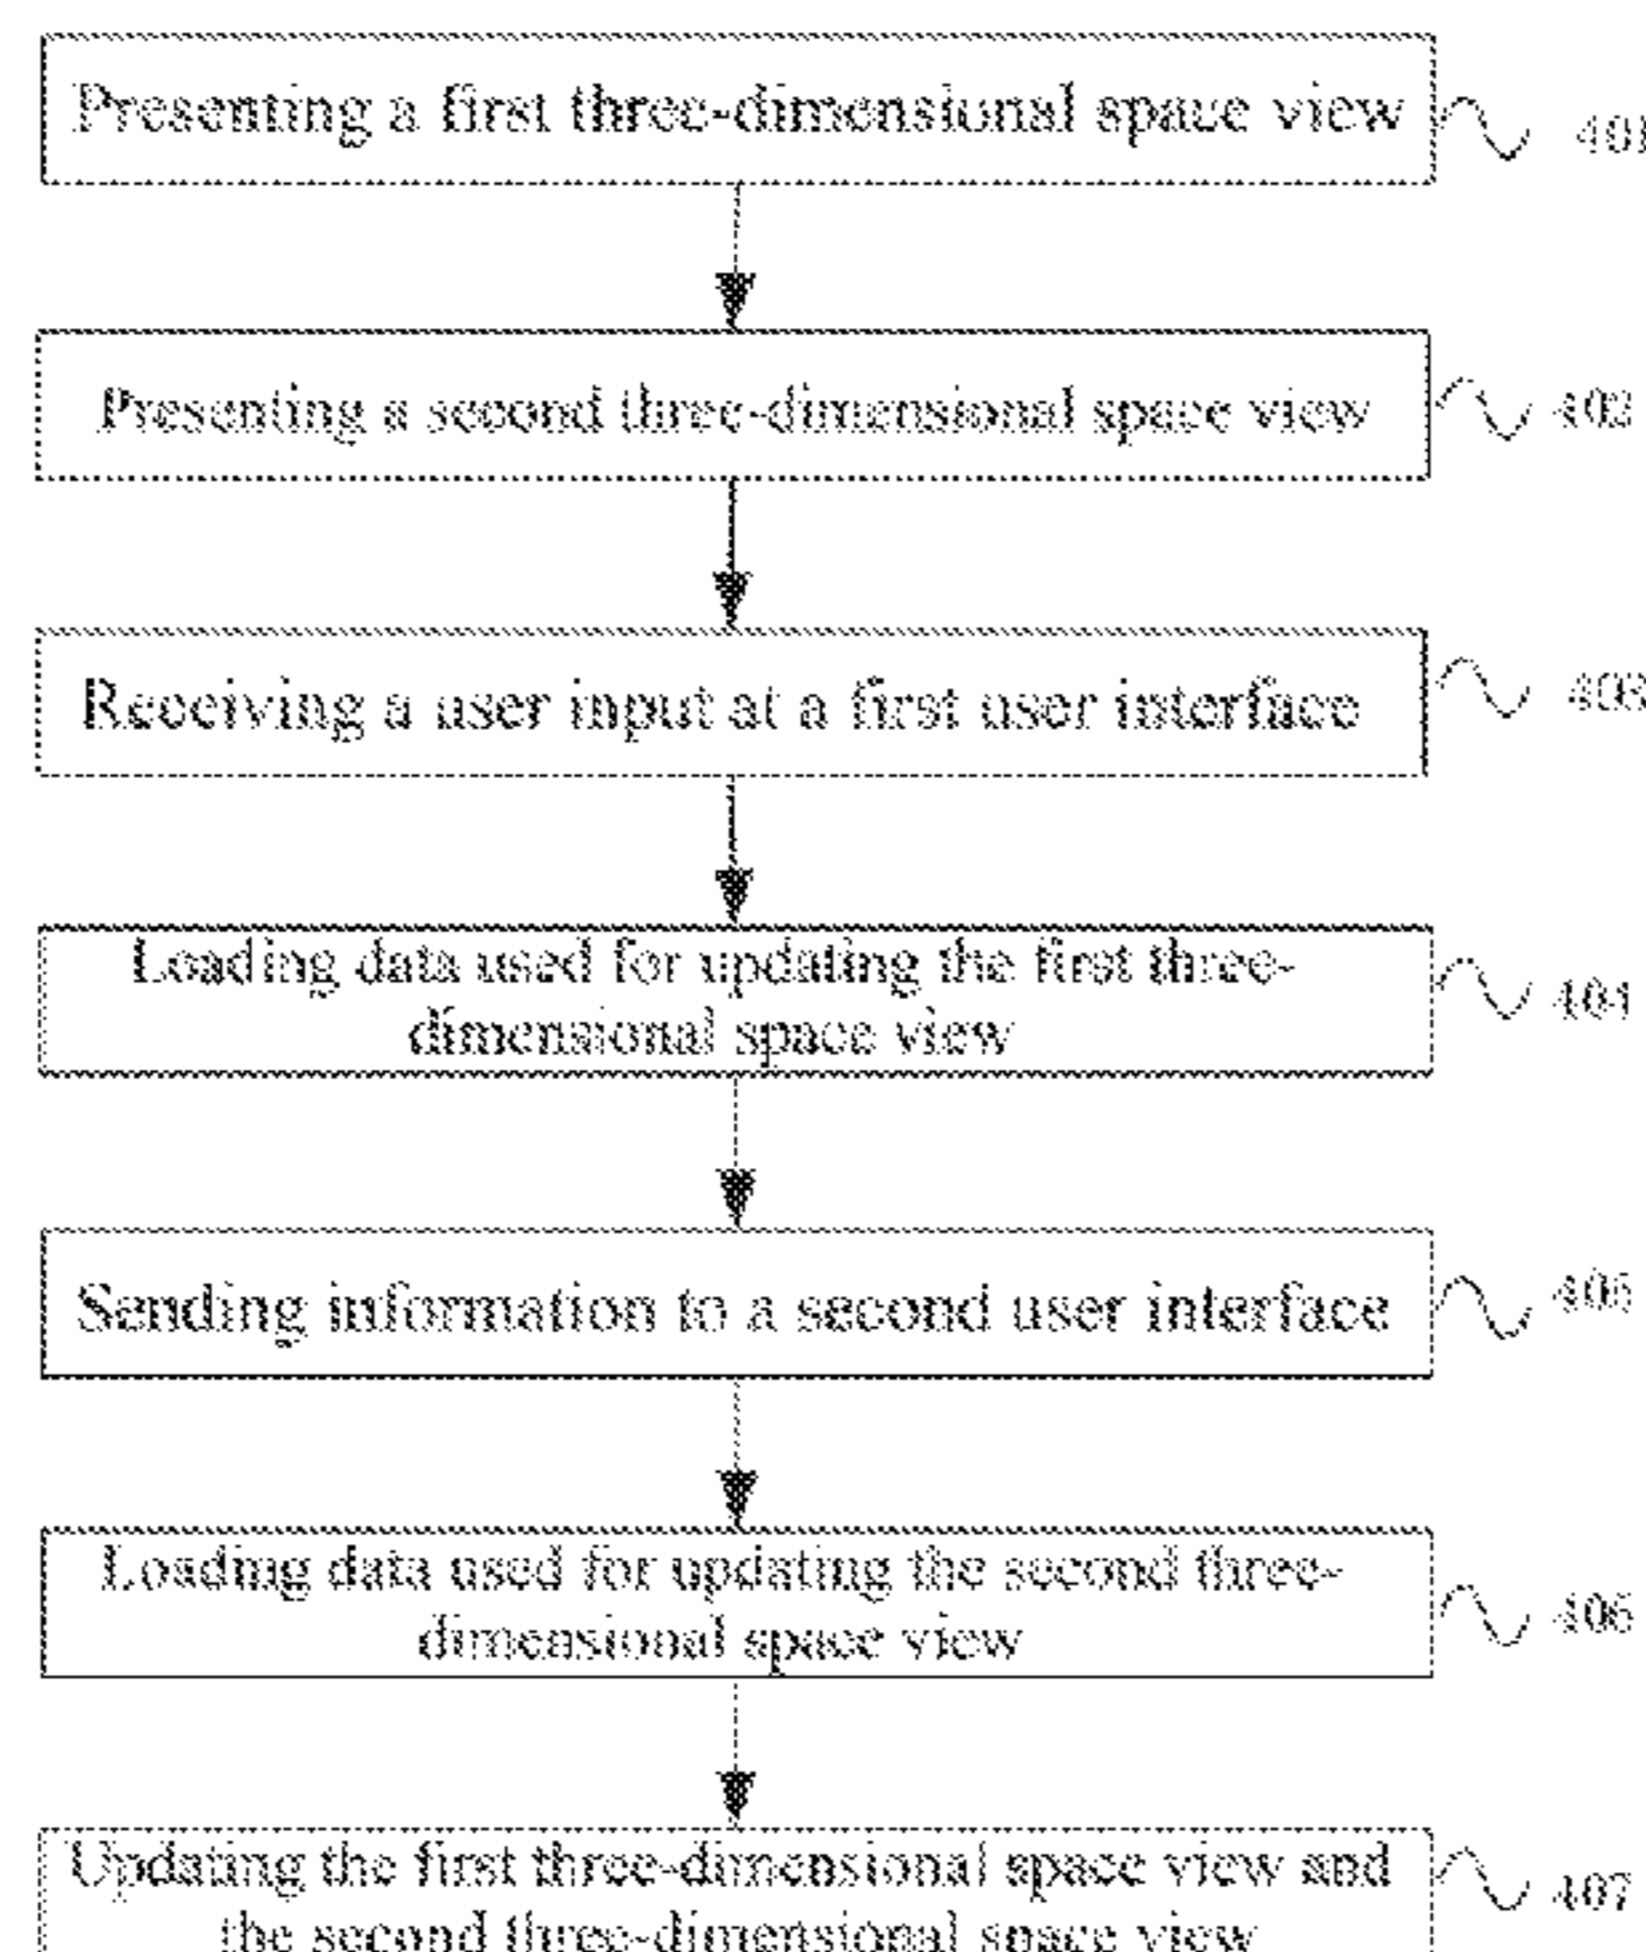 Presenting a first three-dimensional space view
401
Presenting a second three-dimensional space view
402
Receiving a user input at a first user interface
403
Loading data used for updating the first three-
dimensional space view
404
Sending information to a second user interface
405
Loading data used for updating the second three-
dimensional space view
406
Updating the first three-dimensional space view and
the second three-dimensional space view
407